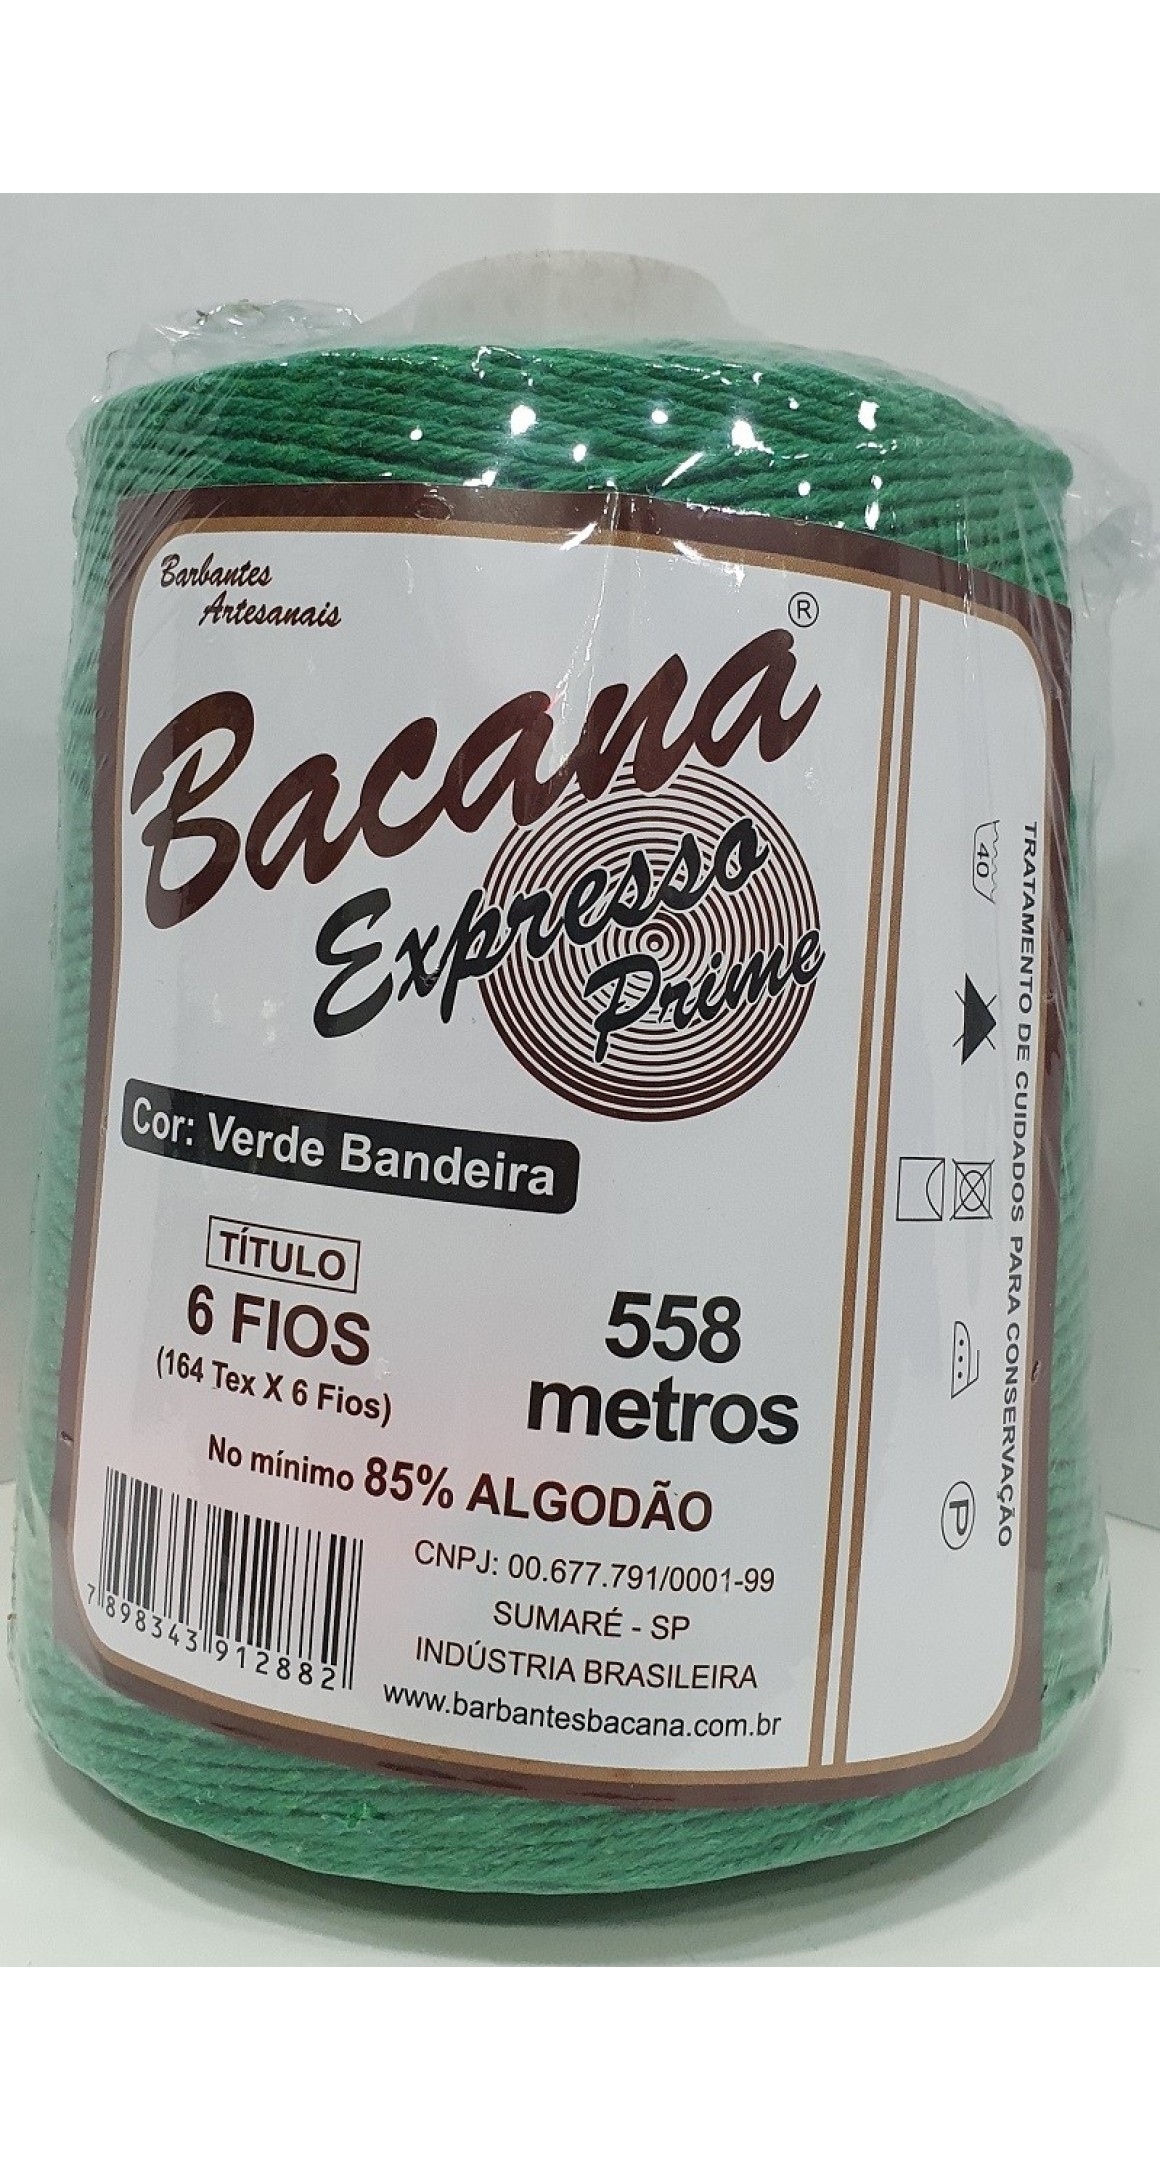 Barbantes
Artesanais
Bacana®
Expresso
Prime
Cor: Verde Bandeira
TÍTULO
6 FIOS
(164 Tex X 6 Fios)
558
metros
No mínimo 85% ALGODÃO
7 898343 912882
CNPJ: 00.677.791/0001-99
SUMARÉ - SP
INDÚSTRIA BRASILEIRA
www.barbantesbacana.com.br
TRATAMENTO DE CUIDADOS PARA CONSERVAÇÃO
40
P